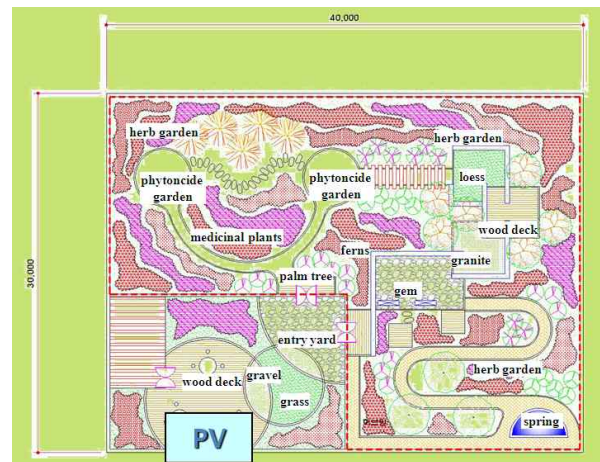 40,000
30,000
herb garden
herb garden
phytoncide
garden
phytoncide
garden
loess
medicinal plants
wood deck
ferns
granite
palm tree
gem
entry yard
wood deck
gravel
grass
herb garden
spring
PV